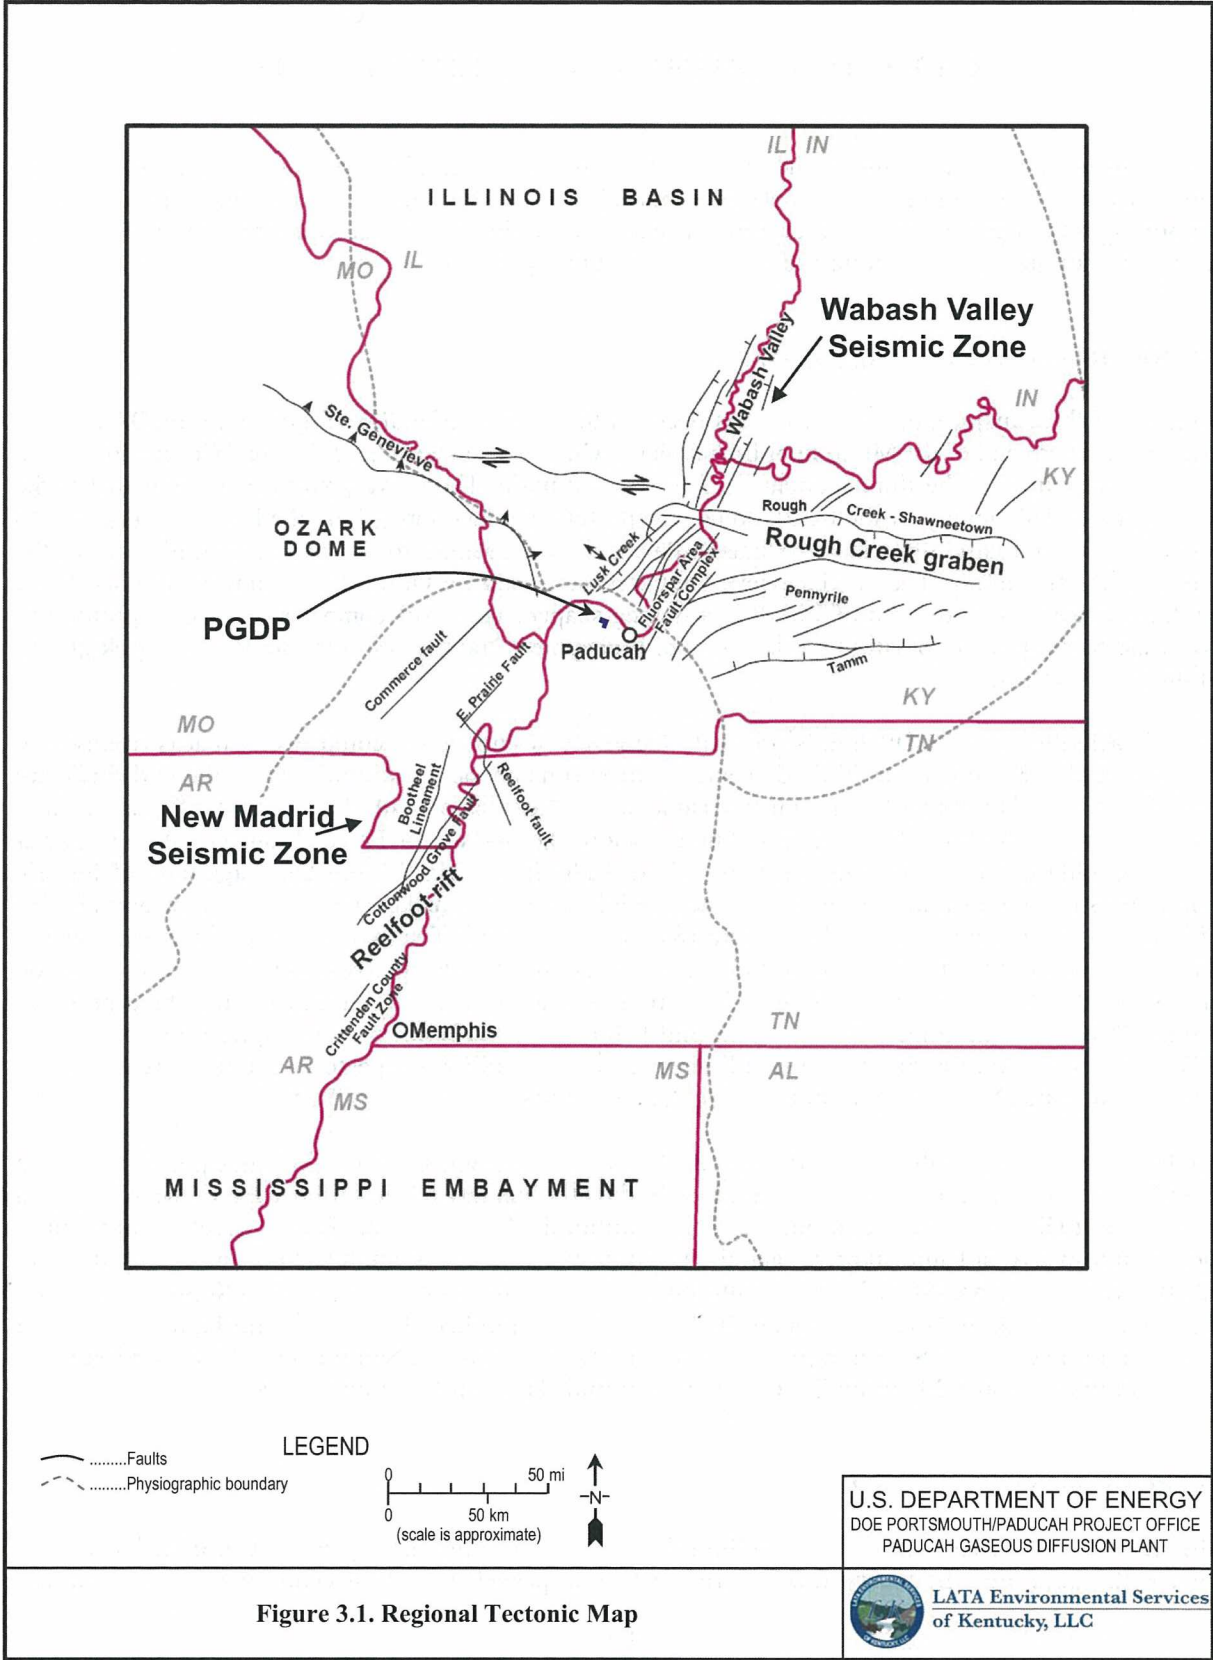 IL IN
ILLINOIS BASIN
MO
IL
Wabash Valley
Seismic Zone
Wabash Valley
IN
Ste. Genevieve
KY
Rough Creek - Shawneetown
OZARK
DOME
Rough Creek graben
Lusk Creek
Fluorspar Area
Fault Complex
Pennyrile
PGDP
Paducah
Tamm
Commerce fault
E. Prairie Fault
KY
MO
TN
AR
Bootheel
Lineament
Reelfoot fault
New Madrid
Seismic Zone
Cottonwood Grove Fault
Reelfoot rift
Crittenden County
Fault Zone
Memphis
TN
AR
MS
AL
MS
MISSISSIPPI EMBAYMENT
LEGEND
.........Faults
.........Physiographic boundary
0 50 mi
0 50 km
(scale is approximate)
-N-
U.S. DEPARTMENT OF ENERGY
DOE PORTSMOUTH/PADUCAH PROJECT OFFICE
PADUCAH GASEOUS DIFFUSION PLANT
LATA Environmental Services
of Kentucky, LLC
Figure 3.1. Regional Tectonic Map